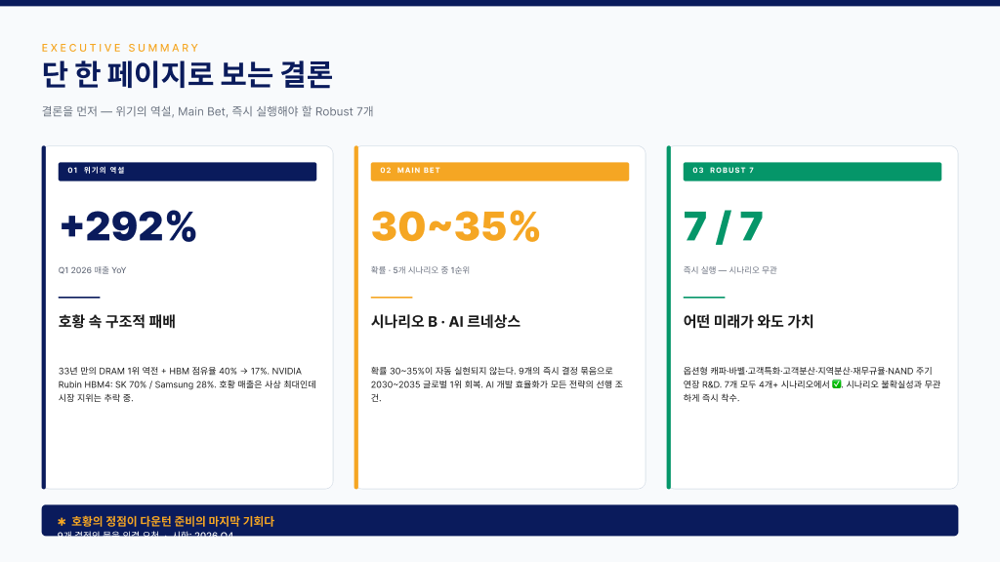 EXECUTIVE SUMMARY
단 한 페이지로 보는 결론
결론을 먼저 — 위기의 역설, Main Bet, 즉시 실행해야 할 Robust 7개
01 위기의 역설
+292%
Q1 2026 매출 YoY
호황 속 구조적 패배
33년 만의 DRAM 1위 역전 + HBM 점유율 40% → 17%. NVIDIA
Rubin HBM4: SK 70% / Samsung 28%. 호황 매출은 사상 최대인데
시장 지위는 추락 중.
02 MAIN BET
30~35%
확률 · 5개 시나리오 중 1순위
시나리오 B · AI 르네상스
확률 30~35%이 자동 실현되지 않는다. 9개의 즉시 결정 묶음으로
2030~2035 글로벌 1위 회복. AI 개발 효율화가 모든 전략의 선행 조
건.
03 ROBUST 7
7 / 7
즉시 실행 — 시나리오 무관
어떤 미래가 와도 가치
옵션형 캐파·바벨·고객특화·고객분산·지역분산·재무규율·NAND 주기
연장 R&D. 7개 모두 4개+ 시나리오에서 ✅. 시나리오 불확실성과 무관
하게 즉시 착수.
✱ 호황의 정점이 다운턴 준비의 마지막 기회다
9개 결정의 묶음 의결 요청 · 시한: 2026 Q4